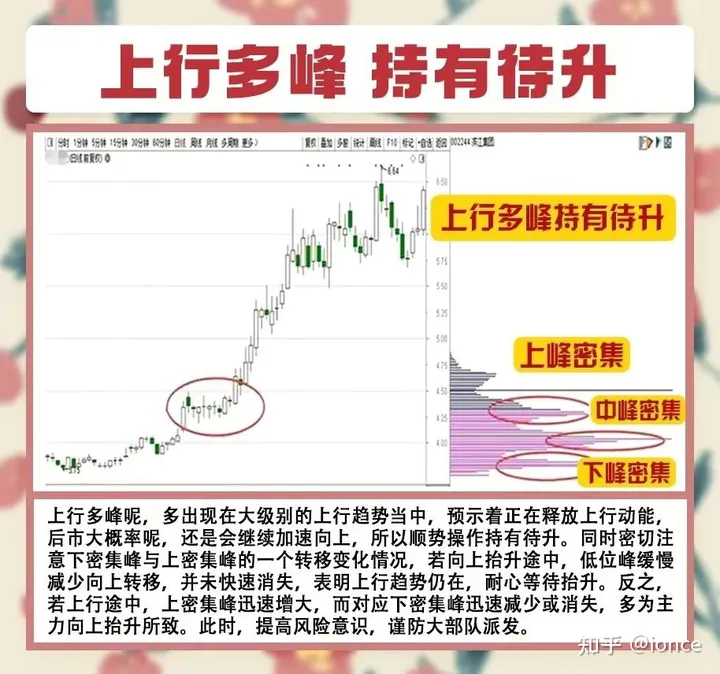 上行多峰 持有待升
分时 1分钟 5分钟 15分钟 30分钟 60分钟 日线 周线 月线 多周期 更多>
复权 叠加 多股 统计 画线 F10 标记 +自选 返回
002244 滨江集团
(日线 前复权)
6.64
上行多峰持有待升
6.50
5.75
5.50
5.25
5.00
4.75
4.50
4.25
4.00
3.75
上峰密集
中峰密集
下峰密集
上行多峰呢，多出现在大级别的上行趋势当中，预示着正在释放上行动能，
后市大概率呢，还是会继续加速向上，所以顺势操作持有待升。同时密切注
意下密集峰与上密集峰的一个转移变化情况，若向上抬升途中，低位峰缓慢
减少向上转移，并未快速消失，表明上行趋势仍在，耐心等待抬升。反之，
若上行途中，上密集峰迅速增大，而对应下密集峰迅速减少或消失，多为主
力向上抬升所致。此时，提高风险意识，谨防大部队派发。
知乎 @ionce